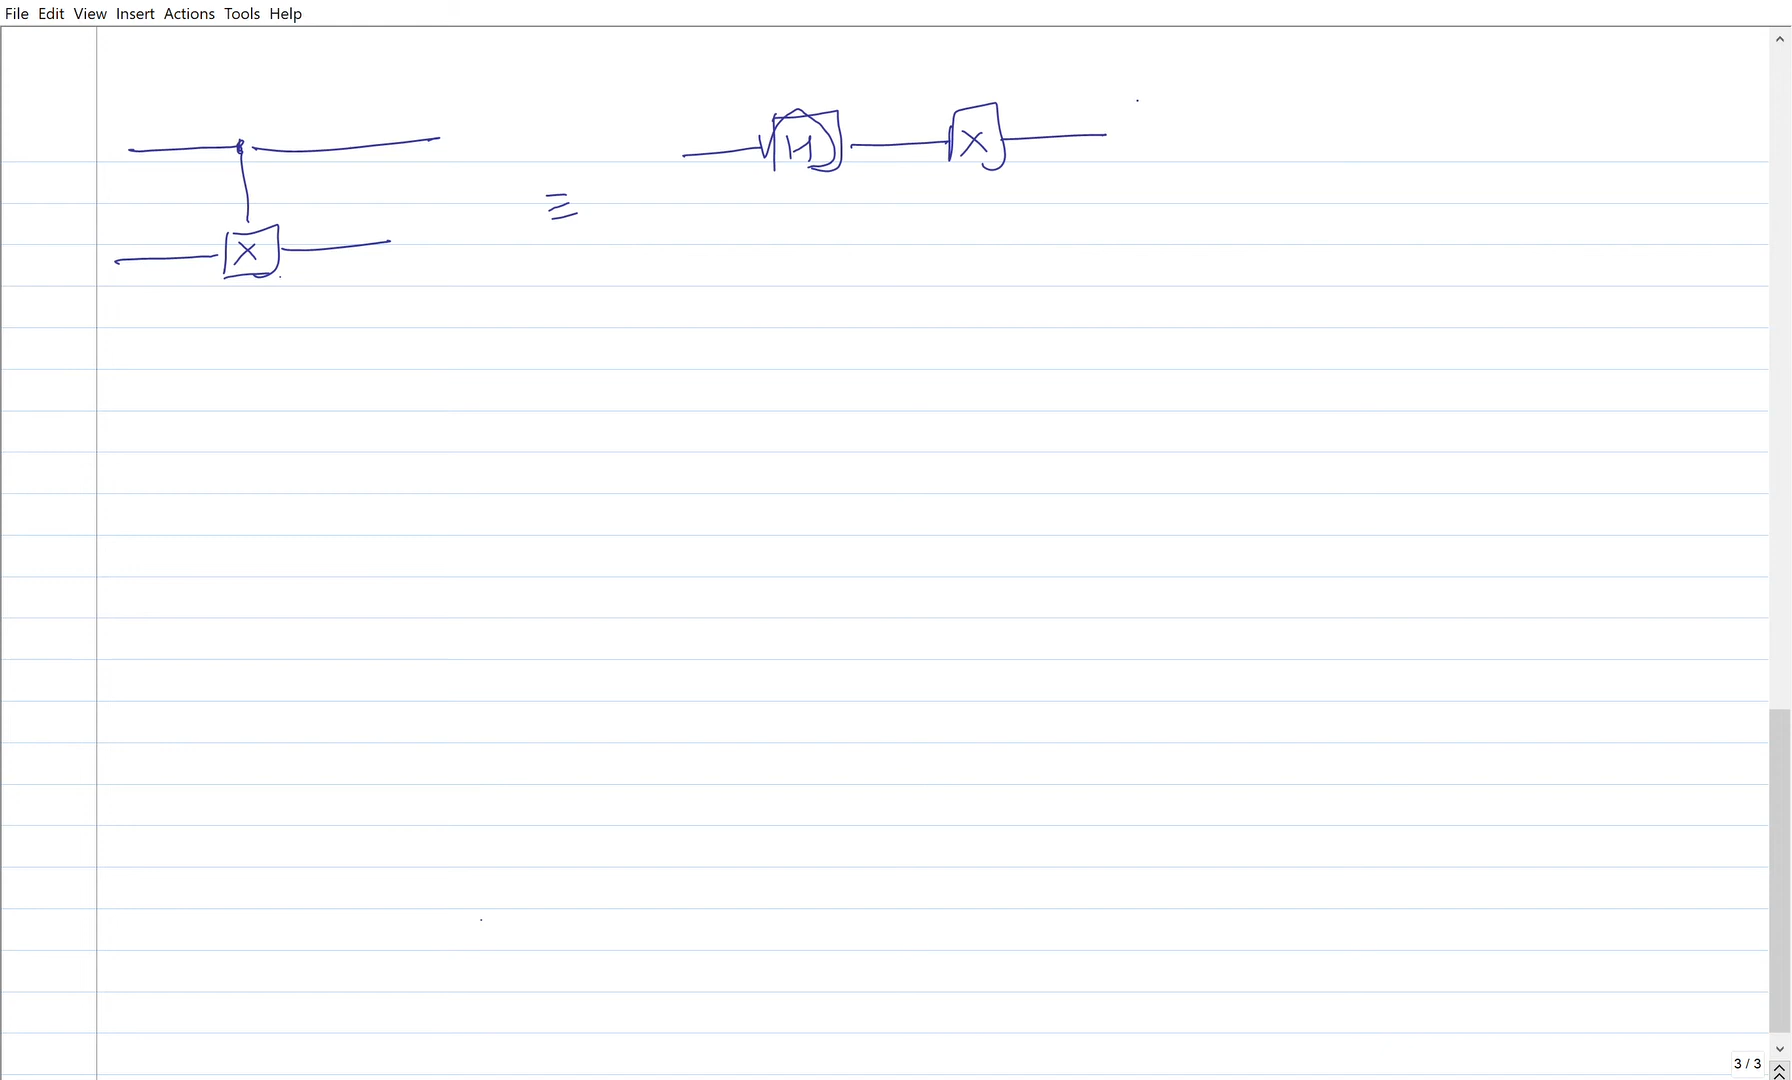 File Edit View Insert Actions Tools Help
H X
≡
X
3 / 3